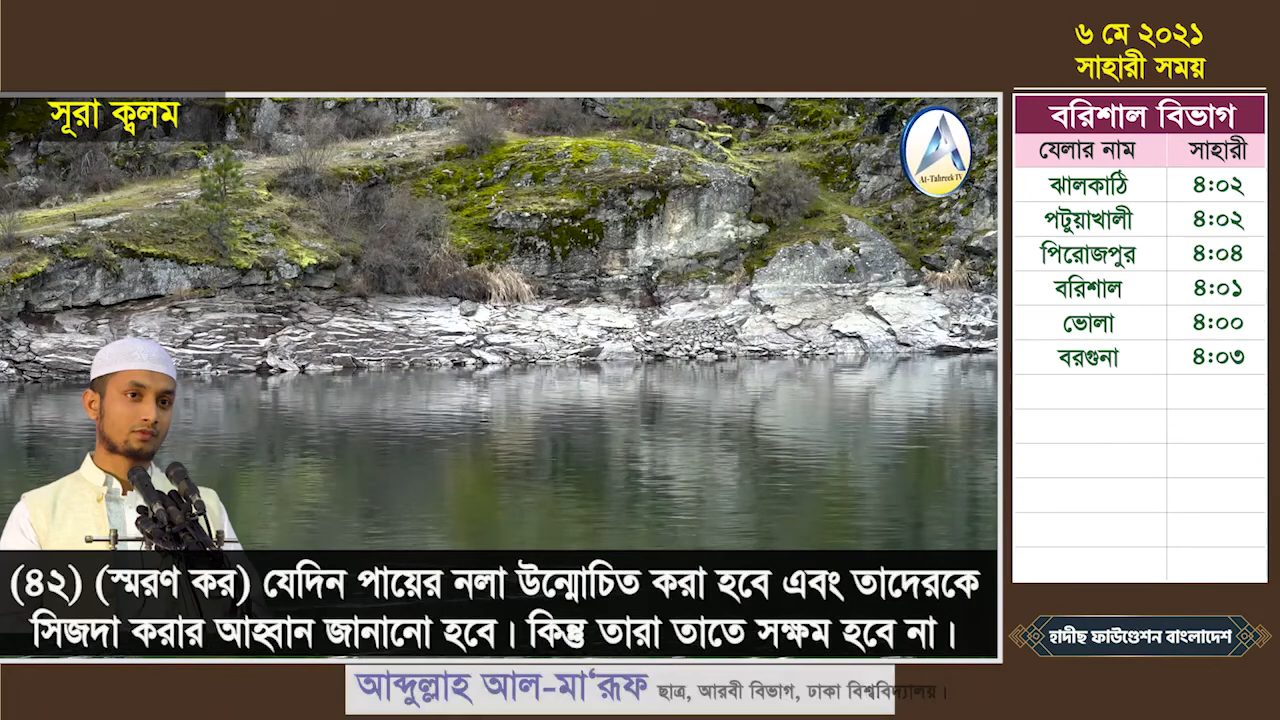 ৬ মে ২০২১
সাহারী সময়
সূরা ক্বলম
At-Tahreek TV
বরিশাল বিভাগ
যেলার নাম সাহারী
ঝালকাঠি ৪:০২
পটুয়াখালী ৪:০২
পিরোজপুর ৪:০৪
বরিশাল ৪:০১
ভোলা ৪:০০
বরগুনা ৪:০৩
(৪২) (স্মরণ কর) যেদিন পায়ের নলা উন্মোচিত করা হবে এবং তাদেরকে
সিজদা করার আহ্বান জানানো হবে। কিন্তু তারা তাতে সক্ষম হবে না।
হাদীছ ফাউণ্ডেশন বাংলাদেশ
আব্দুল্লাহ আল-মা‘রূফ ছাত্র, আরবী বিভাগ, ঢাকা বিশ্ববিদ্যালয়।